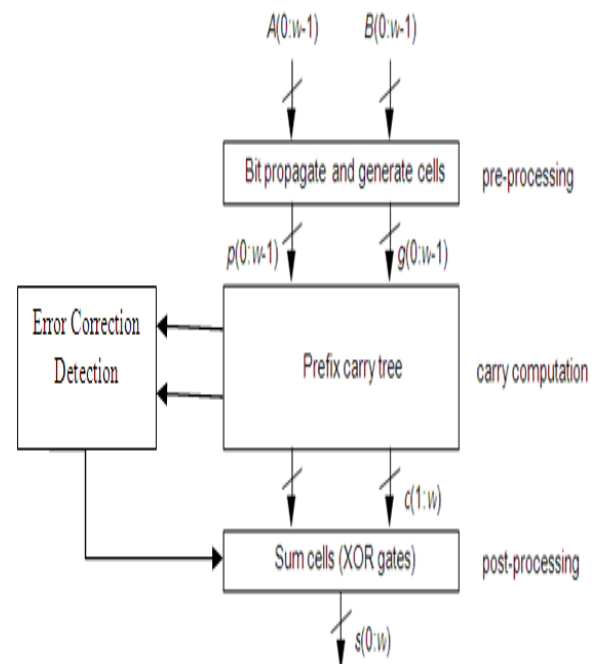 A(0:w-1) B(0:w-1)
Bit propagate and generate cells
pre-processing
p(0:w-1) g(0:w-1)
Error Correction
Detection
Prefix carry tree
carry computation
c(1:w)
Sum cells (XOR gates)
post-processing
s(0:w)